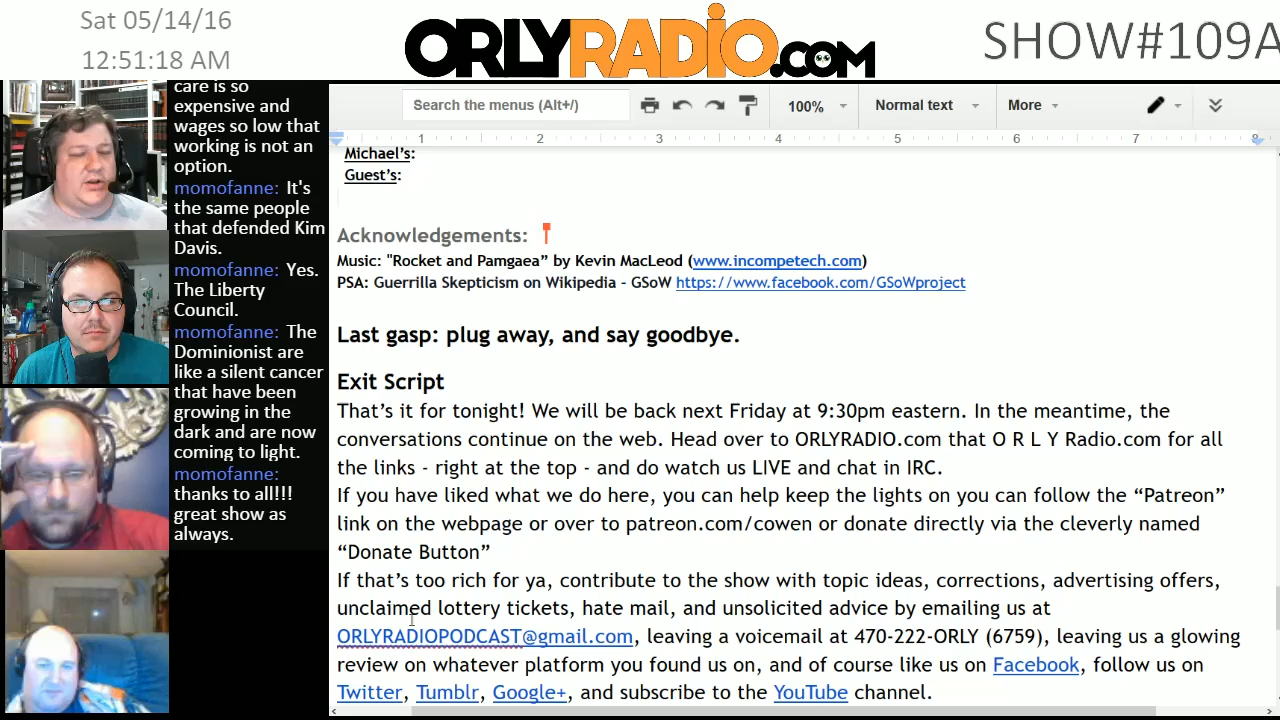 Sat 05/14/16
12:51:18 AM
ORLYRADIO.COM
SHOW#109A
care is so
expensive and
wages so low that
working is not an
option.
momofanne: It's
the same people
that defended Kim
Davis.
momofanne: Yes.
The Liberty
Council.
momofanne: The
Dominionist are
like a silent cancer
that have been
growing in the
dark and are now
coming to light.
momofanne:
thanks to all!!!
great show as
always.
Search the menus (Alt+/)
100%
Normal text
More
1 2 3 4 5 6 7 8
Michael’s:
Guest’s:
Acknowledgements:
Music: "Rocket and Pamgaea” by Kevin MacLeod (www.incompetech.com)
PSA: Guerrilla Skepticism on Wikipedia - GSoW https://www.facebook.com/GSoWproject
Last gasp: plug away, and say goodbye.
Exit Script
That’s it for tonight! We will be back next Friday at 9:30pm eastern. In the meantime, the
conversations continue on the web. Head over to ORLYRADIO.com that O R L Y Radio.com for all
the links - right at the top - and do watch us LIVE and chat in IRC.
If you have liked what we do here, you can help keep the lights on you can follow the “Patreon”
link on the webpage or over to patreon.com/cowen or donate directly via the cleverly named
“Donate Button”
If that’s too rich for ya, contribute to the show with topic ideas, corrections, advertising offers,
unclaimed lottery tickets, hate mail, and unsolicited advice by emailing us at
ORLYRADIOPODCAST@gmail.com, leaving a voicemail at 470-222-ORLY (6759), leaving us a glowing
review on whatever platform you found us on, and of course like us on Facebook, follow us on
Twitter, Tumblr, Google+, and subscribe to the YouTube channel.